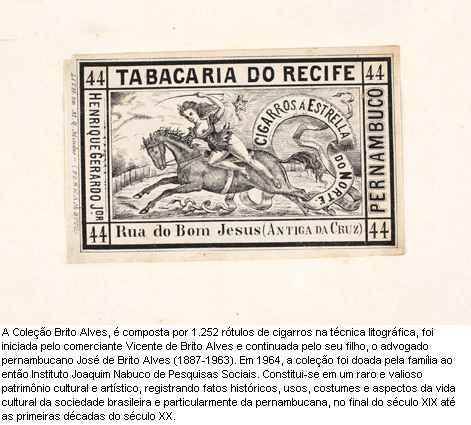 44 TABACARIA DO RECIFE 44
HENRIQUE GERARDO JOR
CIGARROS A ESTRELLA
DO NORTE
PERNAMBUCO
44 Rua do Bom Jesus (ANTIGA DA CRUZ) 44
A Coleção Brito Alves, é composta por 1.252 rótulos de cigarros na técnica litográfica, foi
iniciada pelo comerciante Vicente de Brito Alves e continuada pelo seu filho, o advogado
pernambucano José de Brito Alves (1887-1963). Em 1964, a coleção foi doada pela família ao
então Instituto Joaquim Nabuco de Pesquisas Sociais. Constitui-se em um raro e valioso
patrimônio cultural e artístico, registrando fatos históricos, usos, costumes e aspectos da vida
cultural da sociedade brasileira e particularmente da pernambucana, no final do século XIX até
as primeiras décadas do século XX.